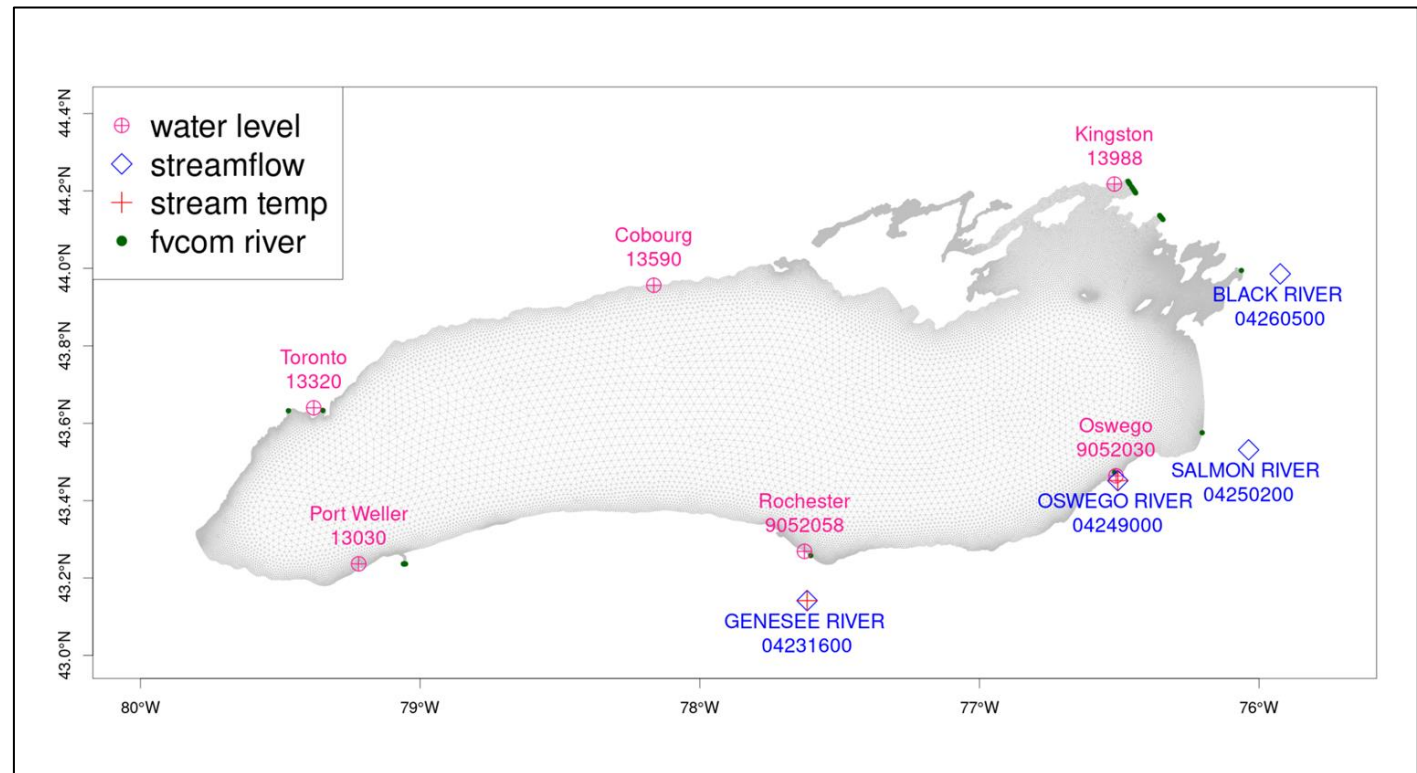 water level
streamflow
stream temp
fvcom river
44.4°N
44.2°N
44.0°N
43.8°N
43.6°N
43.4°N
43.2°N
43.0°N
Kingston
13988
Cobourg
13590
BLACK RIVER
04260500
Toronto
13320
Oswego
9052030
SALMON RIVER
04250200
OSWEGO RIVER
04249000
Rochester
9052058
Port Weller
13030
GENESEE RIVER
04231600
80°W
79°W
78°W
77°W
76°W